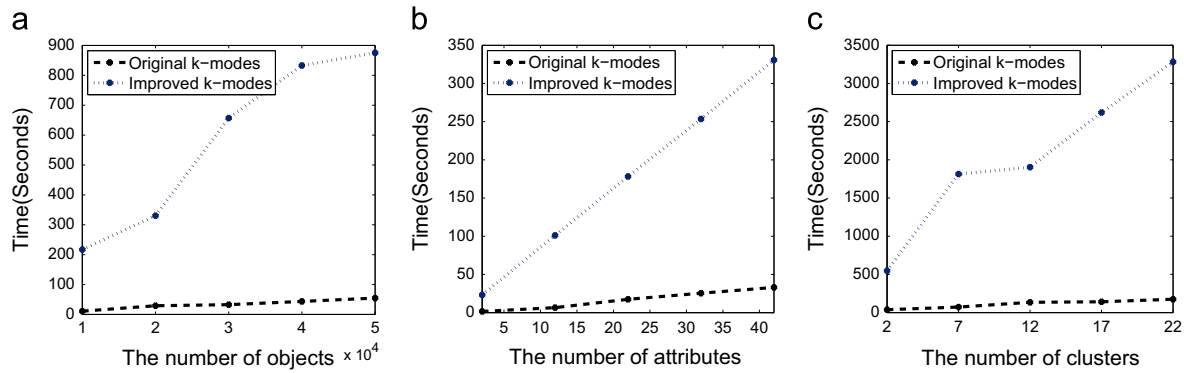 a
900
800
700
600
500
400
300
200
100
0
Time(Seconds)
Original k−modes
Improved k−modes
1 2 3 4 5
The number of objects × 10^4
b
350
300
250
200
150
100
50
0
Time(Seconds)
Original k−modes
Improved k−modes
5 10 15 20 25 30 35 40
The number of attributes
c
3500
3000
2500
2000
1500
1000
500
0
Time(Seconds)
Original k−modes
Improved k−modes
2 7 12 17 22
The number of clusters